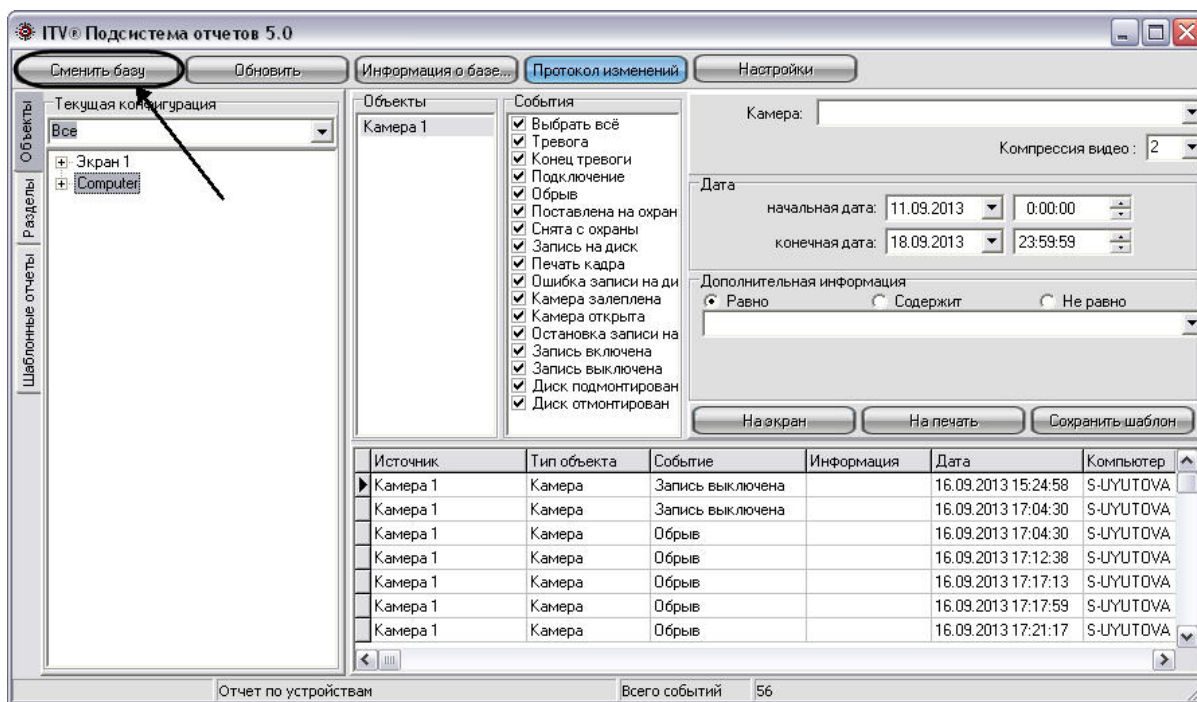 ITV® Подсистема отчетов 5.0
Сменить базу Обновить Информация о базе... Протокол изменений Настройки
Объекты
Разделы
Шаблонные отчеты
Текущая конфигурация
Все
Экран 1
Computer
Объекты
Камера 1
События
Выбрать всё
Тревога
Конец тревоги
Подключение
Обрыв
Поставлена на охран
Снята с охраны
Запись на диск
Печать кадра
Ошибка записи на ди
Камера залеплена
Камера открыта
Остановка записи на
Запись включена
Запись выключена
Диск подмонтирован
Диск отмонтирован
Камера:
Компрессия видео : 2
Дата
начальная дата: 11.09.2013 0:00:00
конечная дата: 18.09.2013 23:59:59
Дополнительная информация
Равно Содержит Не равно
На экран На печать Сохранить шаблон
Источник Тип объекта Событие Информация Дата Компьютер
Камера 1 Камера Запись выключена 16.09.2013 15:24:58 S-UYUTOVA
Камера 1 Камера Запись выключена 16.09.2013 17:04:30 S-UYUTOVA
Камера 1 Камера Обрыв 16.09.2013 17:04:30 S-UYUTOVA
Камера 1 Камера Обрыв 16.09.2013 17:12:38 S-UYUTOVA
Камера 1 Камера Обрыв 16.09.2013 17:17:13 S-UYUTOVA
Камера 1 Камера Обрыв 16.09.2013 17:17:59 S-UYUTOVA
Камера 1 Камера Обрыв 16.09.2013 17:21:17 S-UYUTOVA
Отчет по устройствам Всего событий 56